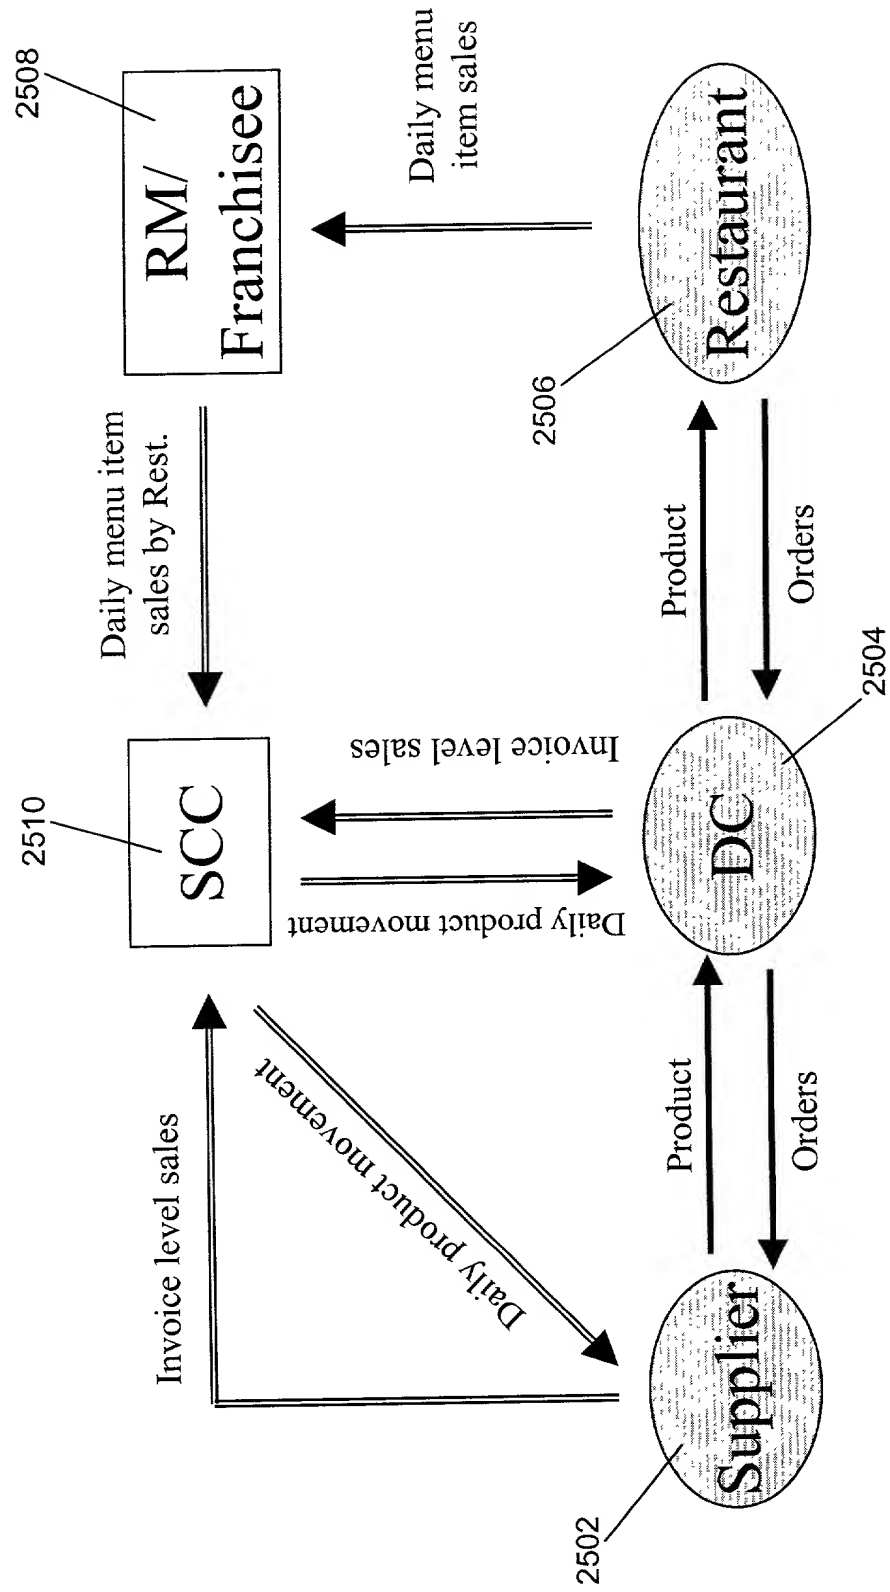 2510
2508
SCC
RM/
Franchisee
Invoice level sales
Daily menu item
sales by Rest.
Daily product movement
Daily product movement
Invoice level sales
Daily menu
item sales
2502
Supplier
Product
Orders
DC
2504
Product
Orders
2506
Restaurant